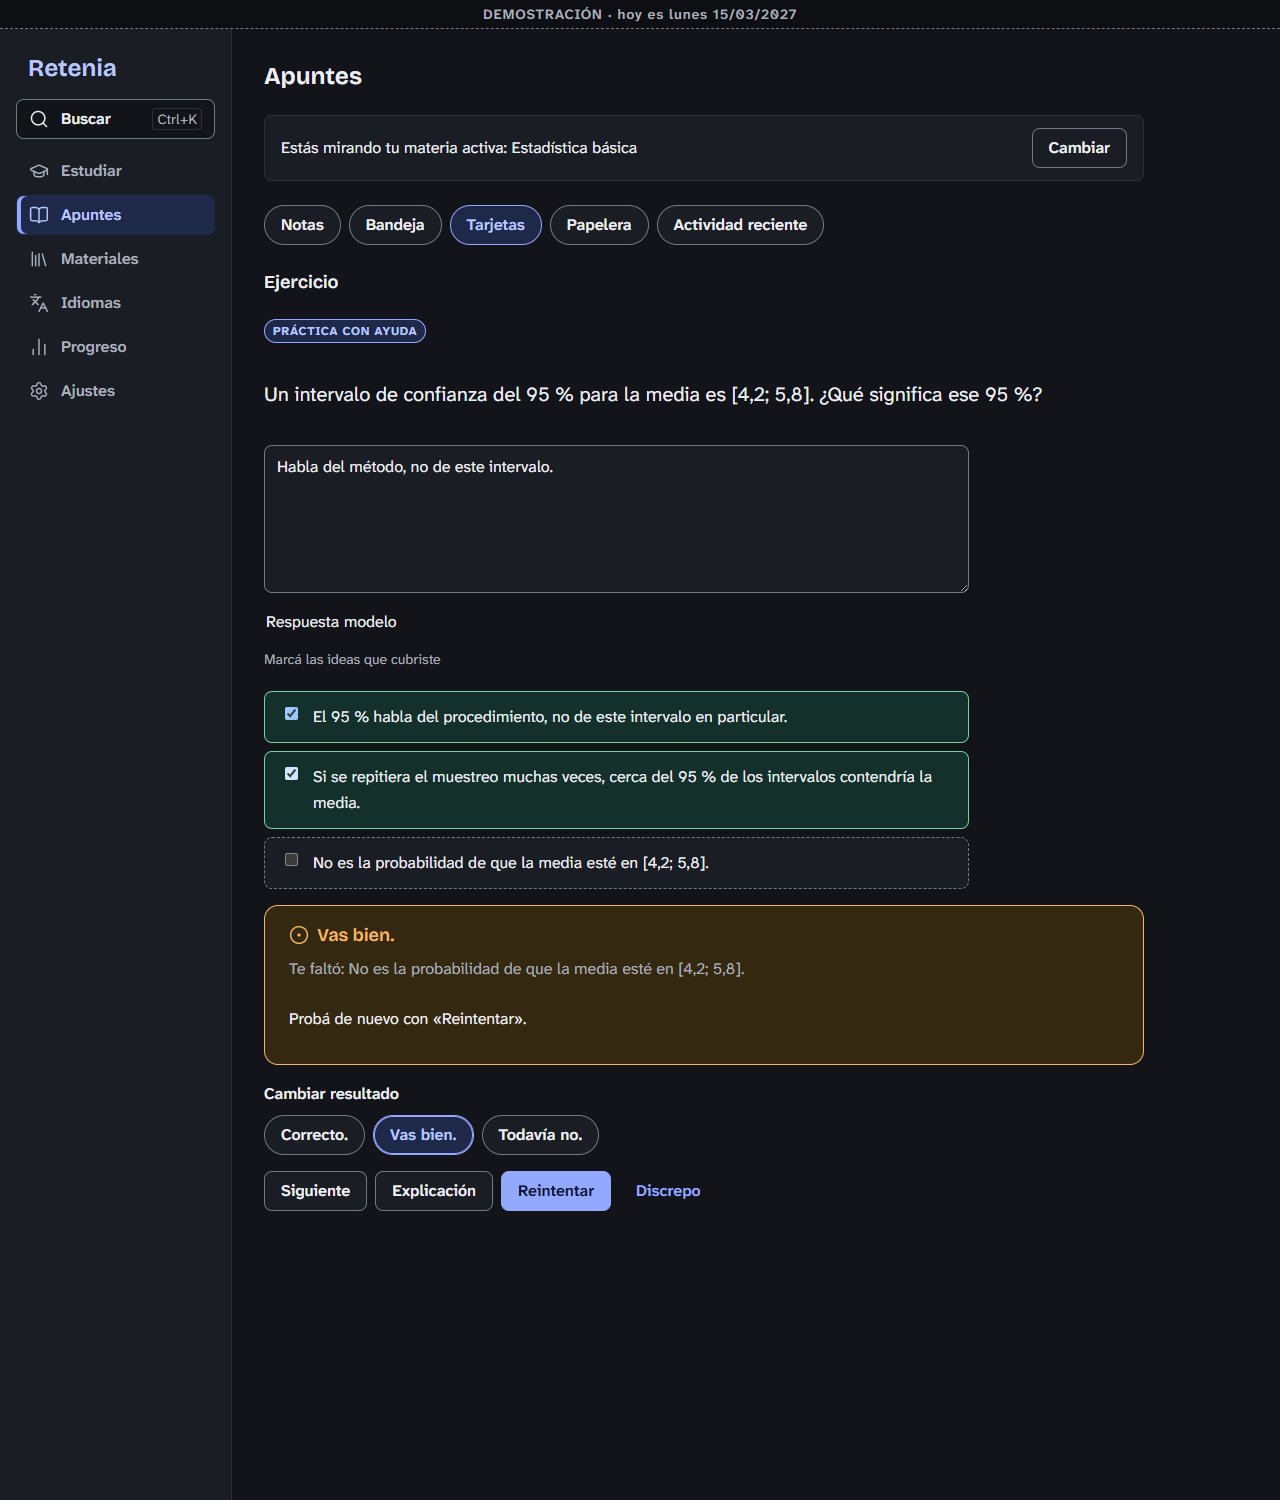 DEMOSTRACIÓN · hoy es lunes 15/03/2027
Retenia
Buscar Ctrl+K
Estudiar
Apuntes
Materiales
Idiomas
Progreso
Ajustes
Apuntes
Estás mirando tu materia activa: Estadística básica
Cambiar
Notas Bandeja Tarjetas Papelera Actividad reciente
Ejercicio
PRÁCTICA CON AYUDA
Un intervalo de confianza del 95 % para la media es [4,2; 5,8]. ¿Qué significa ese 95 %?
Habla del método, no de este intervalo.
Respuesta modelo
Marcá las ideas que cubriste
El 95 % habla del procedimiento, no de este intervalo en particular.
Si se repitiera el muestreo muchas veces, cerca del 95 % de los intervalos contendría la
media.
No es la probabilidad de que la media esté en [4,2; 5,8].
Vas bien.
Te faltó: No es la probabilidad de que la media esté en [4,2; 5,8].
Probá de nuevo con «Reintentar».
Cambiar resultado
Correcto. Vas bien. Todavía no.
Siguiente Explicación Reintentar Discrepo